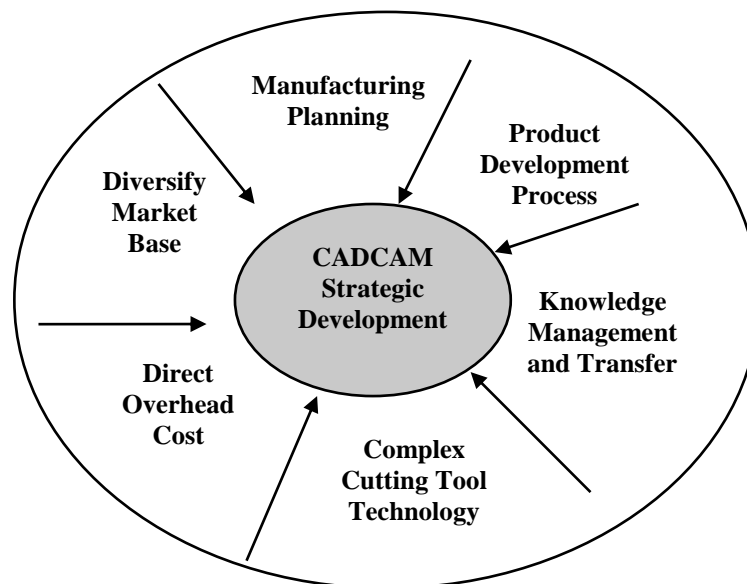 Manufacturing
Planning
Product
Development
Process
Diversify
Market
Base
CADCAM
Strategic
Development
Knowledge
Management
and Transfer
Direct
Overhead
Cost
Complex
Cutting Tool
Technology